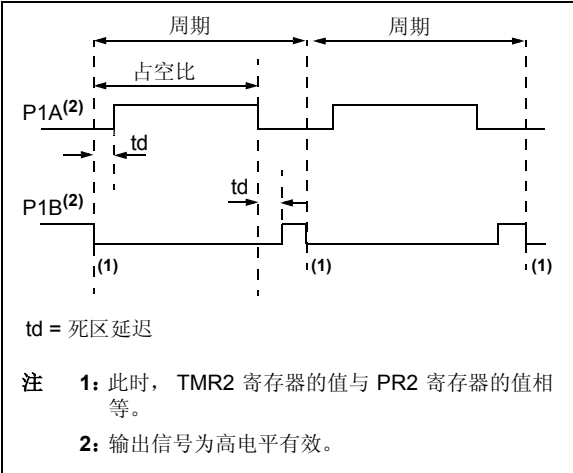 周期 周期
占空比
P1A(2)
td
td
P1B(2)
(1) (1) (1)
td = 死区延迟
注 1: 此时， TMR2 寄存器的值与 PR2 寄存器的值相
等。
2: 输出信号为高电平有效。